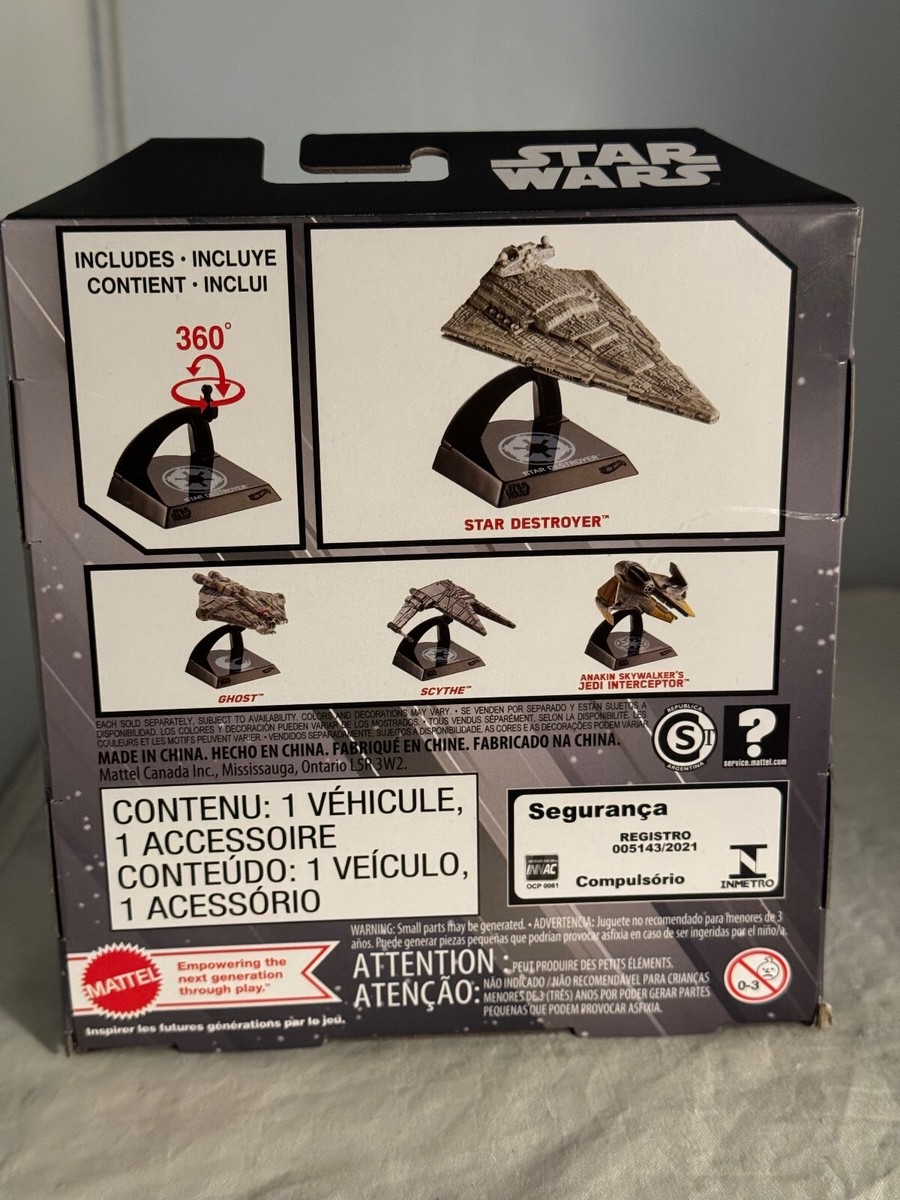 STAR
WARS
INCLUDES • INCLUYE
CONTIENT • INCLUI
360°
STAR DESTROYER
STAR WARS
STAR DESTROYER
STAR WARS
STAR DESTROYER™
GHOST™
SCYTHE™
ANAKIN SKYWALKER'S
JEDI INTERCEPTOR™
EACH SOLD SEPARATELY, SUBJECT TO AVAILABILITY. COLORS AND DECORATIONS MAY VARY. • SE VENDEN POR SEPARADO Y ESTÁN SUJETOS A
DISPONIBILIDAD. LOS COLORES Y DECORACIÓN PUEDEN VARIAR DE LOS MOSTRADOS. • TOUS VENDUS SÉPARÉMENT, SELON LA DISPONIBILITÉ. LES
COULEURS ET LES MOTIFS PEUVENT VARIER. • VENDIDOS SEPARADAMENTE, SUJEITOS A DISPONIBILIDADE. AS CORES E AS DECORAÇÕES PODEM VARIAR.
MADE IN CHINA. HECHO EN CHINA. FABRIQUÉ EN CHINE. FABRICADO NA CHINA.
Mattel Canada Inc., Mississauga, Ontario L5R 3W2.
REPUBLICA
S
ARGENTINA
?
service.mattel.com
CONTENU: 1 VÉHICULE,
1 ACCESSOIRE
CONTEÚDO: 1 VEÍCULO,
1 ACESSÓRIO
Segurança
REGISTRO
005143/2021
INNAC
OCP 0061
Compulsório
INMETRO
WARNING: Small parts may be generated. • ADVERTENCIA: Juguete no recomendado para menores de 3
años. Puede generar piezas pequeñas que podrían provocar asfixia en caso de ser ingeridas por el niño/a.
ATTENTION : PEUT PRODUIRE DES PETITS ÉLÉMENTS.
ATENÇÃO: NÃO INDICADO /NÃO RECOMENDÁVEL PARA CRIANÇAS
MENORES DE 3 (TRÊS) ANOS POR PODER GERAR PARTES
PEQUENAS QUE PODEM PROVOCAR ASFIXIA.
0-3
MATTEL
Empowering the
next generation
through play.™
Inspirer les futures générations par le jeu.